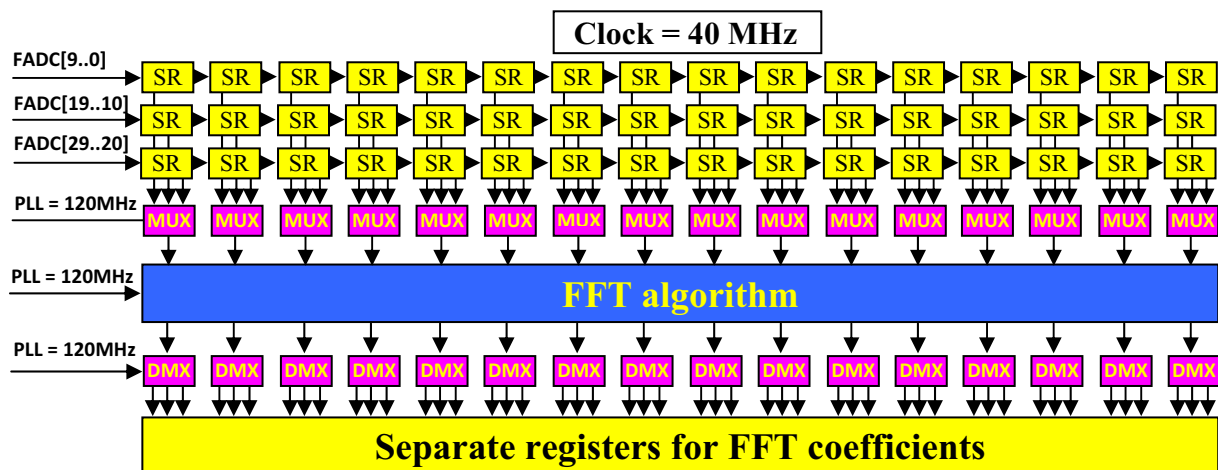 Clock = 40 MHz
FADC[9..0]
SR SR SR SR SR SR SR SR SR SR SR SR SR SR SR SR
FADC[19..10]
SR SR SR SR SR SR SR SR SR SR SR SR SR SR SR SR
FADC[29..20]
SR SR SR SR SR SR SR SR SR SR SR SR SR SR SR SR
PLL = 120MHz
MUX MUX MUX MUX MUX MUX MUX MUX MUX MUX MUX MUX MUX MUX MUX MUX
PLL = 120MHz
FFT algorithm
PLL = 120MHz
DMX DMX DMX DMX DMX DMX DMX DMX DMX DMX DMX DMX DMX DMX DMX DMX
Separate registers for FFT coefficients